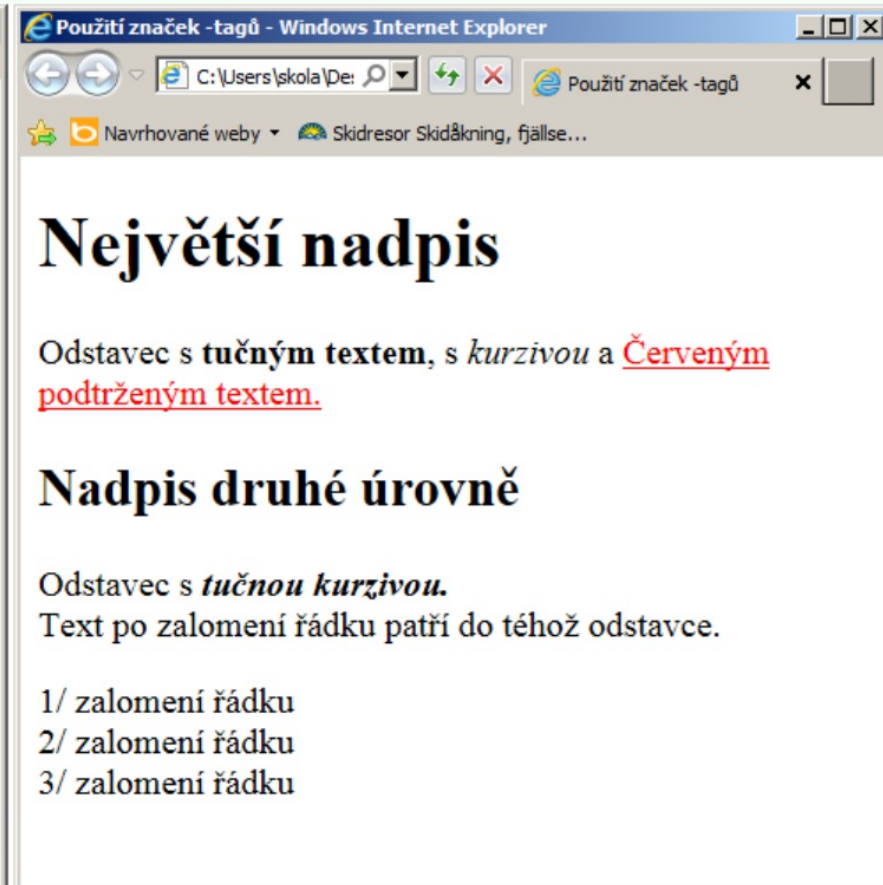 Použití značek -tagů - Windows Internet Explorer
C:\Users\skola\De:
Použití značek -tagů
Navrhované weby
Skidresor Skidåkning, fjällse...
Největší nadpis
Odstavec s tučným textem, s kurzivou a Červeným
podtrženým textem.
Nadpis druhé úrovně
Odstavec s tučnou kurzivou.
Text po zalomení řádku patří do téhož odstavce.
1/ zalomení řádku
2/ zalomení řádku
3/ zalomení řádku